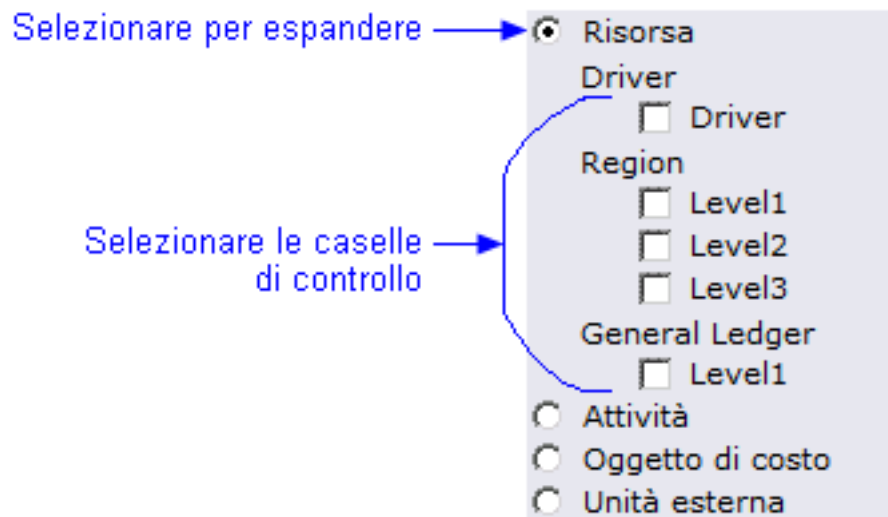 Selezionare per espandere
Risorsa
Driver
Driver
Region
Level1
Level2
Level3
Selezionare le caselle
di controllo
General Ledger
Level1
Attività
Oggetto di costo
Unità esterna